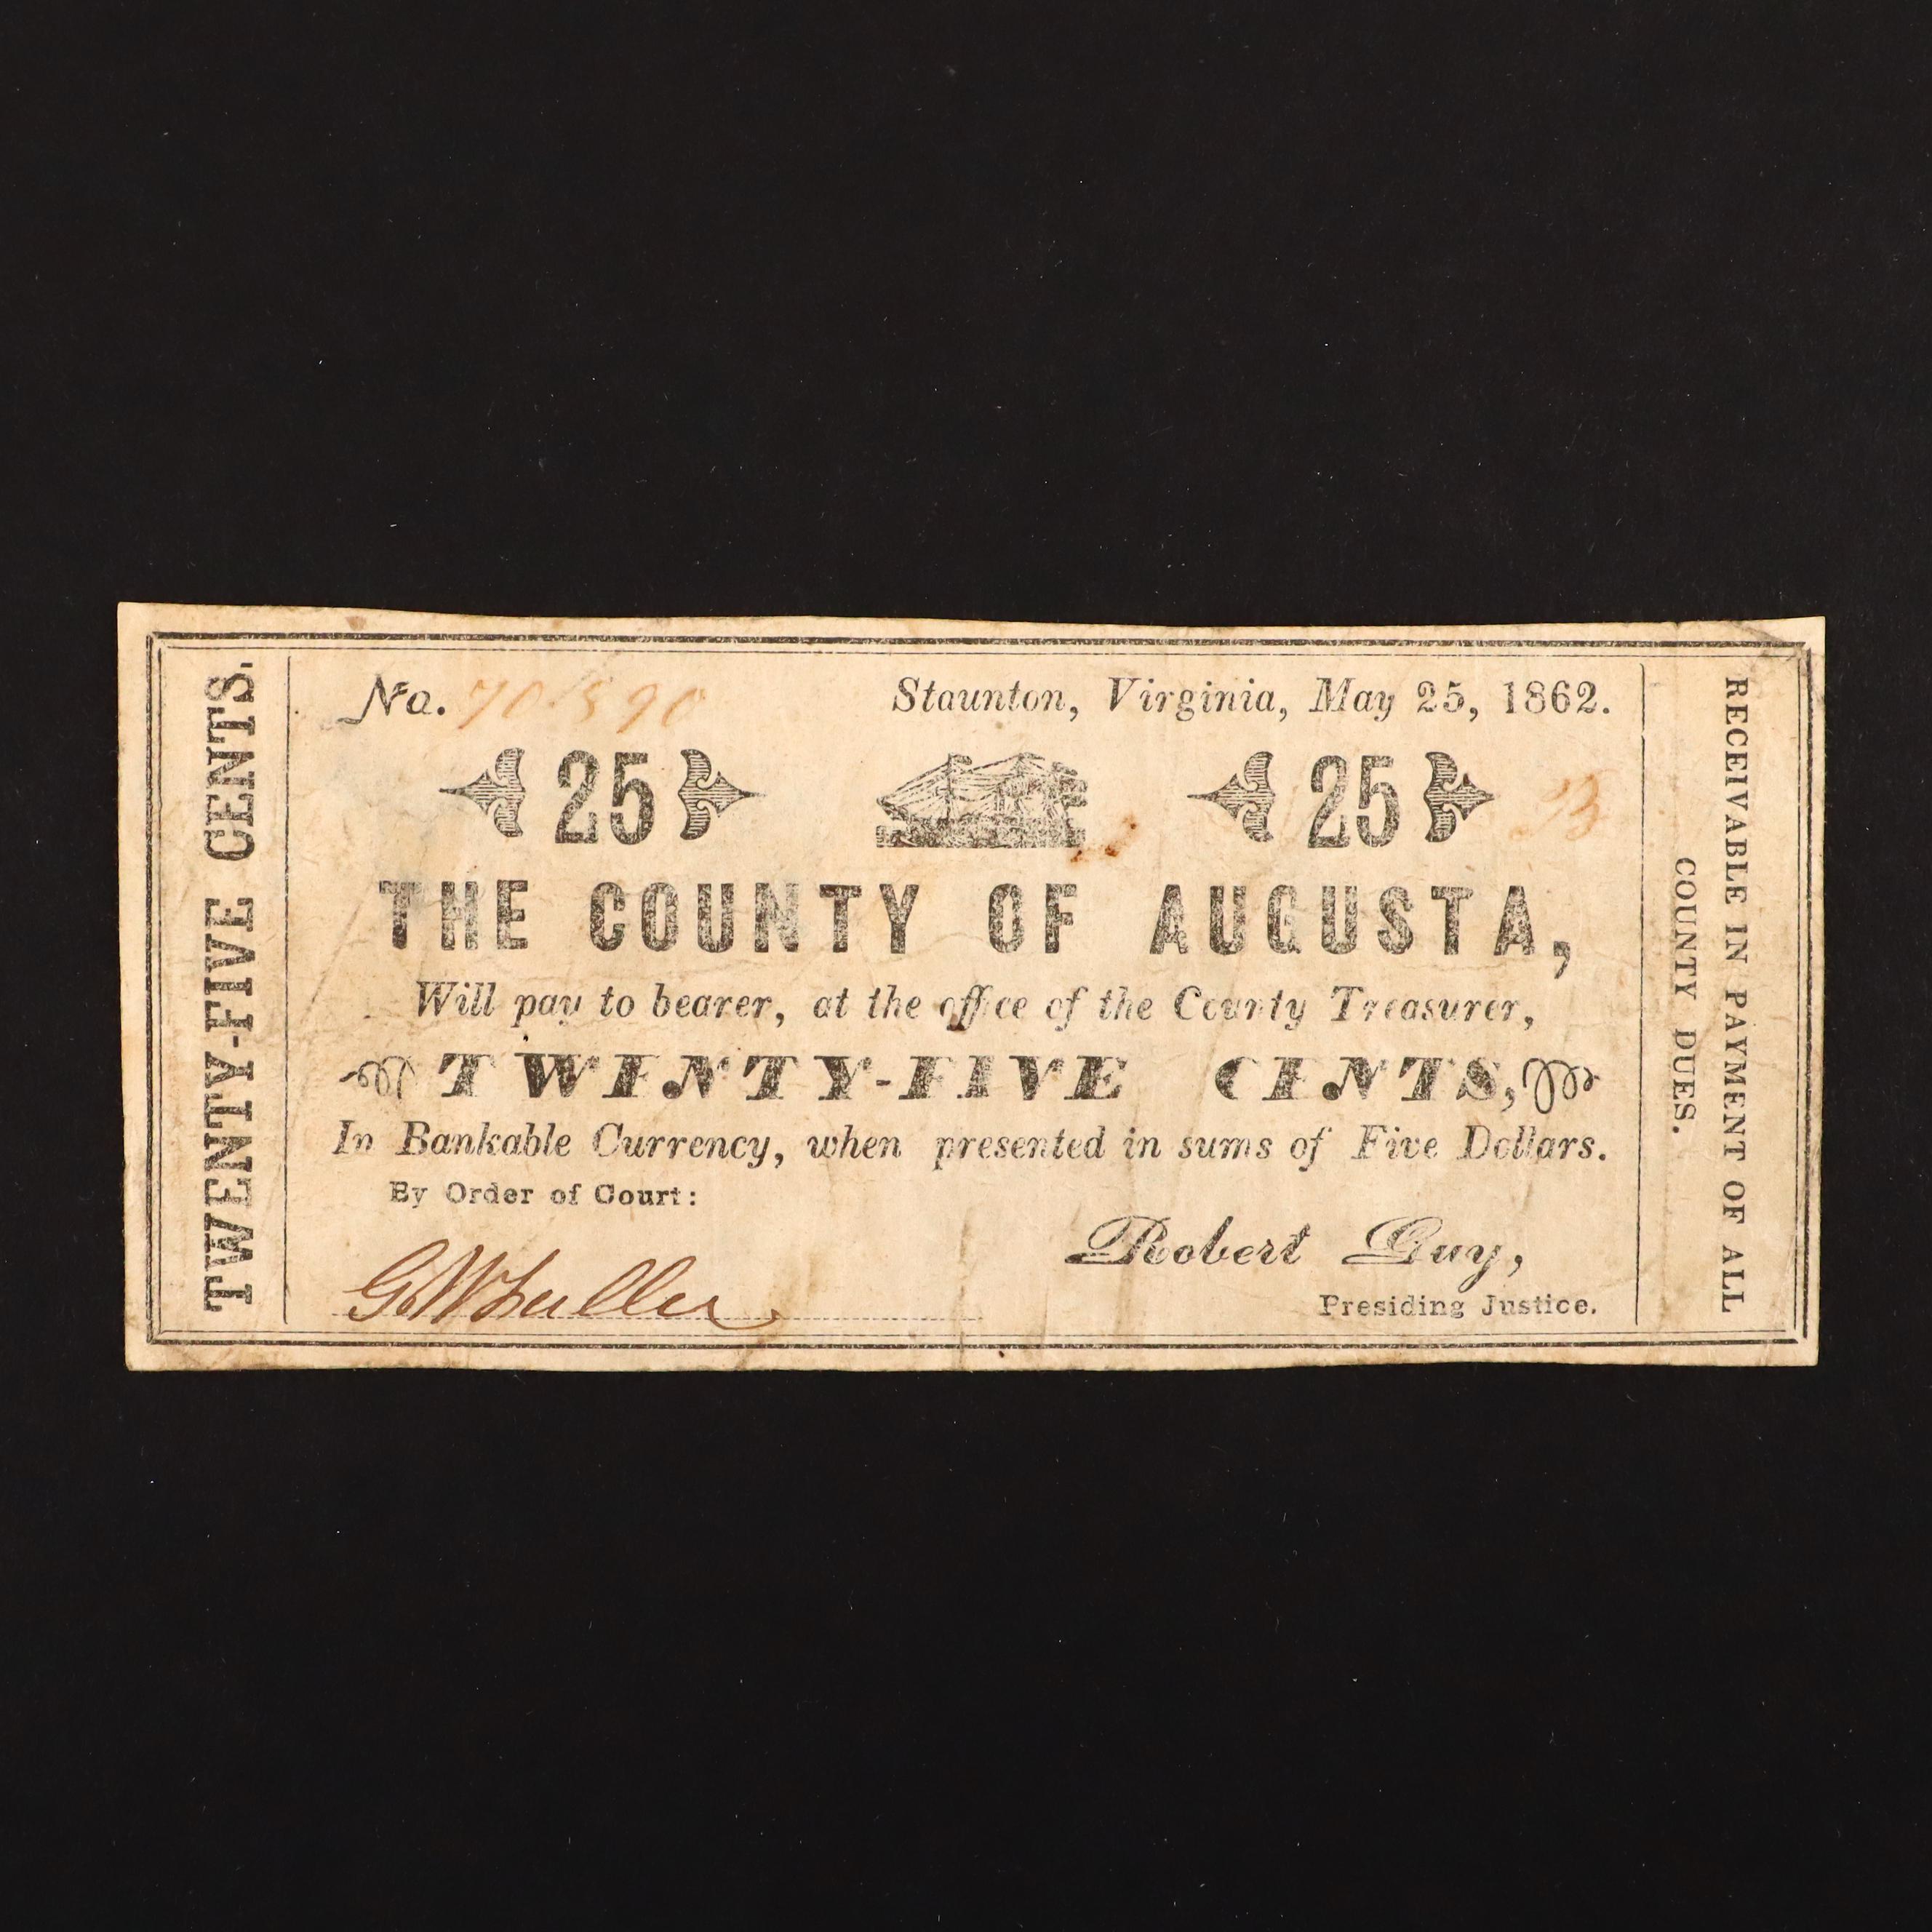 TWENTY-FIVE CENTS.
No. 70590
Staunton, Virginia, May 25, 1862.
25 25
THE COUNTY OF AUGUSTA,
Will pay to bearer, at the office of the County Treasurer,
TWENTY-FIVE CENTS,
In Bankable Currency, when presented in sums of Five Dollars.
By Order of Court:
Robert Guy,
Presiding Justice.
RECEIVABLE IN PAYMENT OF ALL
COUNTY DUES.